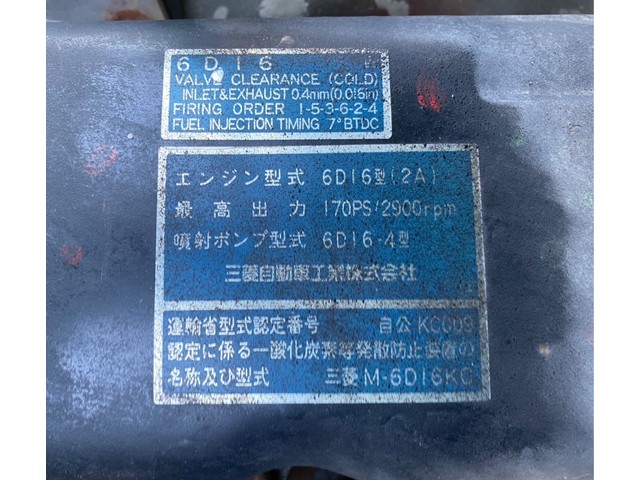 6D16
VALVE CLEARANCE (COLD)
INLET&EXHAUST 0.4mm(0.016in)
FIRING ORDER 1-5-3-6-2-4
FUEL INJECTION TIMING 7°BTDC
エンジン型式 6D16型(2A)
最高出力 170PS/2900rpm
噴射ポンプ型式 6D16-4型
三菱自動車工業株式会社
運輸省型式認定番号 自公KC009
認定に係る一酸化炭素等発散防止装置の
名称及び型式 三菱M-6D16KC